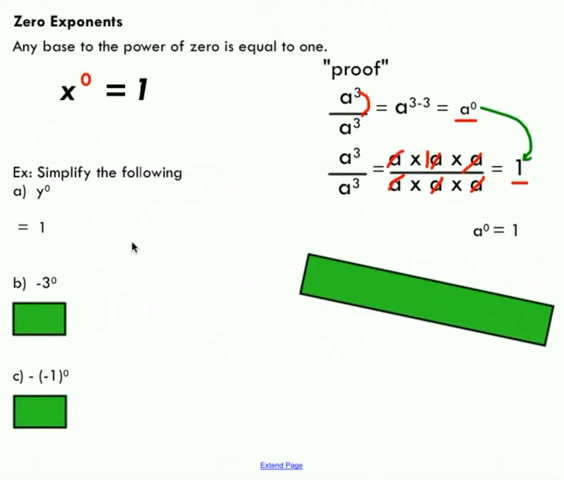 Zero Exponents
Any base to the power of zero is equal to one.
x⁰ = 1
"proof"
a³/a³ = a³⁻³ = a⁰
a³/a³ = a x a x a / a x a x a = 1
a⁰ = 1
Ex: Simplify the following
a) y⁰
= 1
b) -3⁰
c) - (-1)⁰
Extend Page